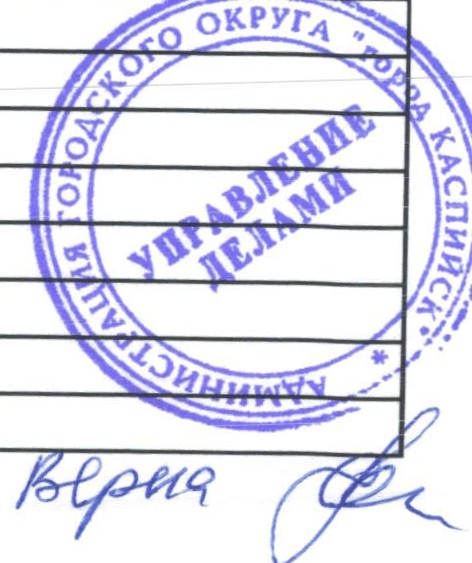 АДМИНИСТРАЦИЯ ГОРОДСКОГО ОКРУГА "ГОРОД КАСПИЙСК" *
УПРАВЛЕНИЕ
ДЕЛАМИ
Верна